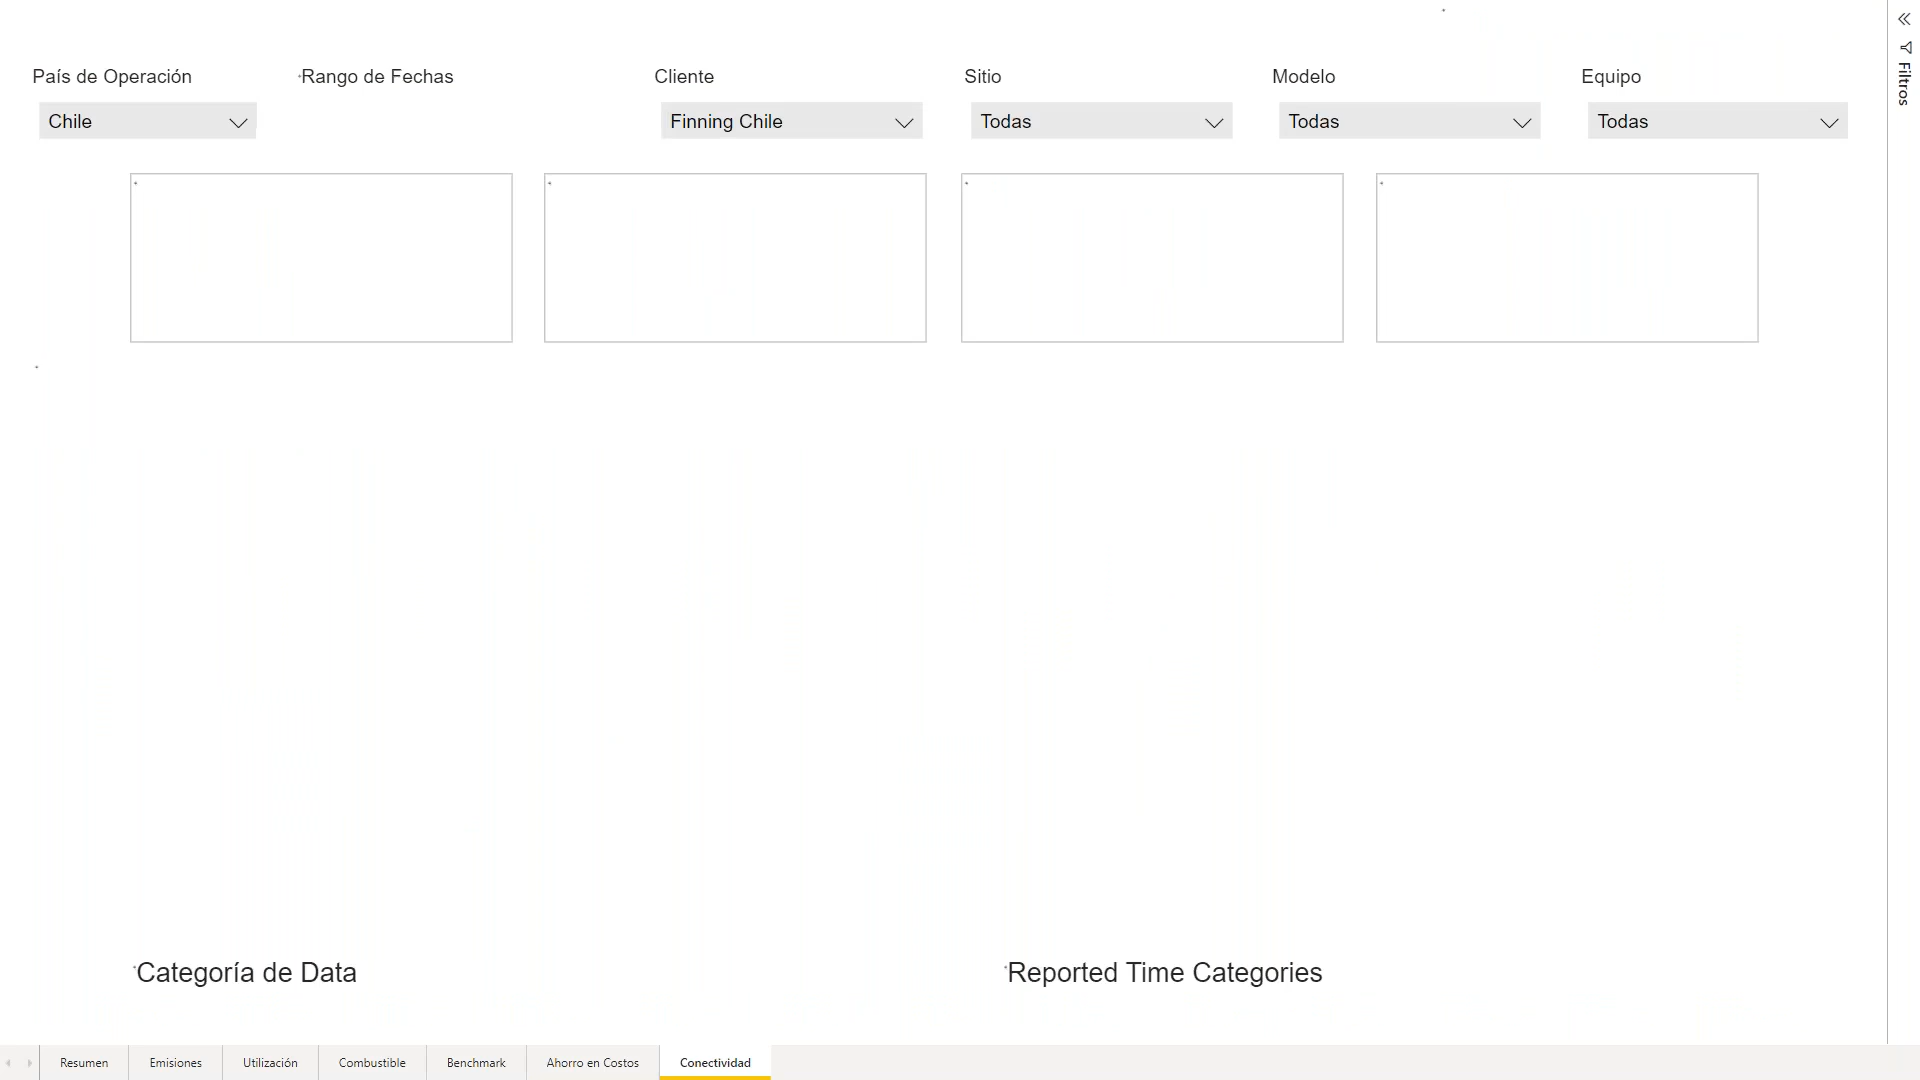 País de Operación
Rango de Fechas
Cliente
Sitio
Modelo
Equipo
Filtros
Chile
Finning Chile
Todas
Todas
Todas
Categoría de Data
Reported Time Categories
Resumen
Emisiones
Utilización
Combustible
Benchmark
Ahorro en Costos
Conectividad